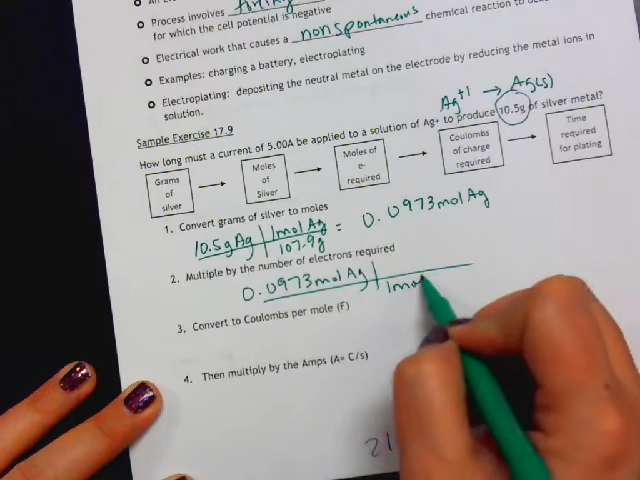 Process involves forcing
for which the cell potential is negative
Electrical work that causes a nonspontaneous chemical reaction to
Examples: charging a battery, electroplating
Electroplating: depositing the neutral metal on the electrode by reducing the metal ions in
solution.
Ag+1 → Ag(s)
Sample Exercise 17.9
How long must a current of 5.00A be applied to a solution of Ag+ to produce 10.5g of silver metal?
Grams of silver → Moles of Silver → Moles of e- required → Coulombs of charge required → Time required for plating
1. Convert grams of silver to moles
10.5g Ag | 1mol Ag = 0.0973mol Ag
107.9g
2. Multiple by the number of electrons required
0.0973mol Ag |
1mo
3. Convert to Coulombs per mole (F)
4. Then multiply by the Amps (A= C/s)
21